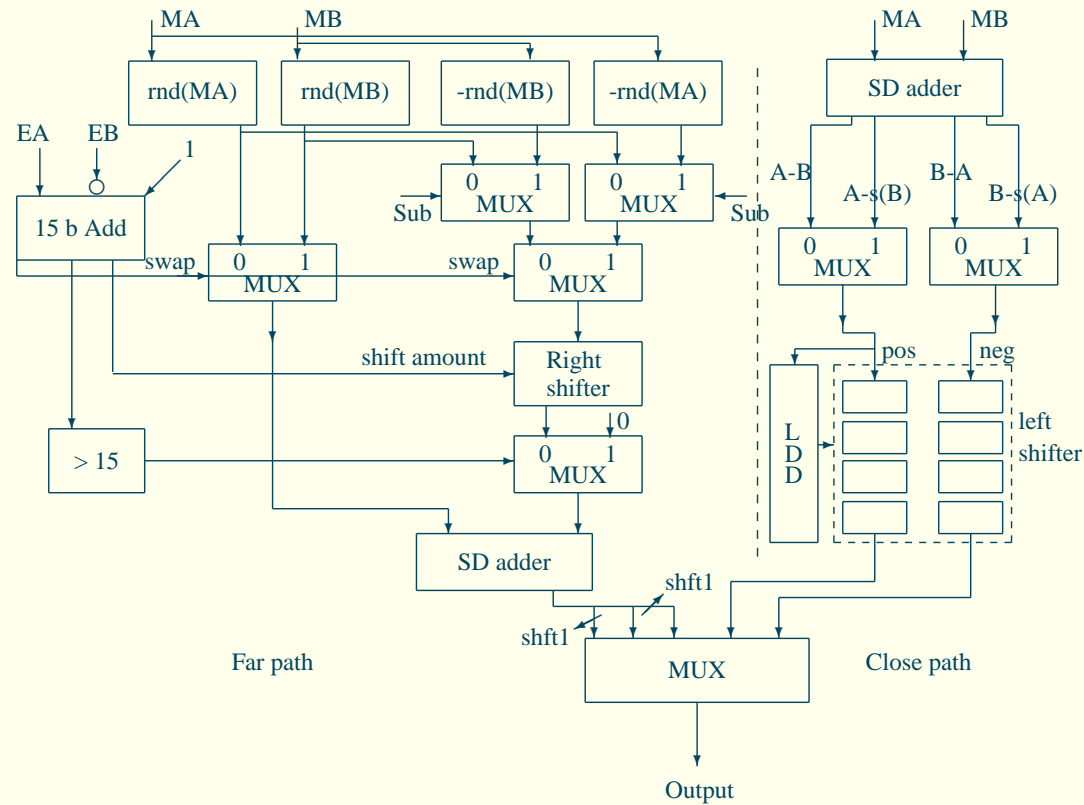 MA
MB
MA
MB
rnd(MA)
rnd(MB)
-rnd(MB)
-rnd(MA)
SD adder
EA
EB
1
0 1
MUX
0 1
MUX
Sub
Sub
A-B
A-s(B)
B-A
B-s(A)
15 b Add
swap
0 1
MUX
swap
0 1
MUX
0 1
MUX
0 1
MUX
shift amount
Right
shifter
pos
neg
0
> 15
0 1
MUX
L
D
D
left
shifter
SD adder
shft1
shft1
Far path
MUX
Close path
Output